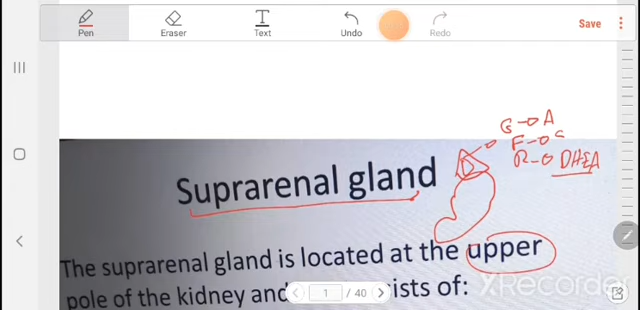 Pen Eraser Text Undo Redo Save
G-o A
F-o
R-o DHEA
Suprarenal gland
The suprarenal gland is located at the upper
pole of the kidney and ists of:
1 / 40
XRecorder